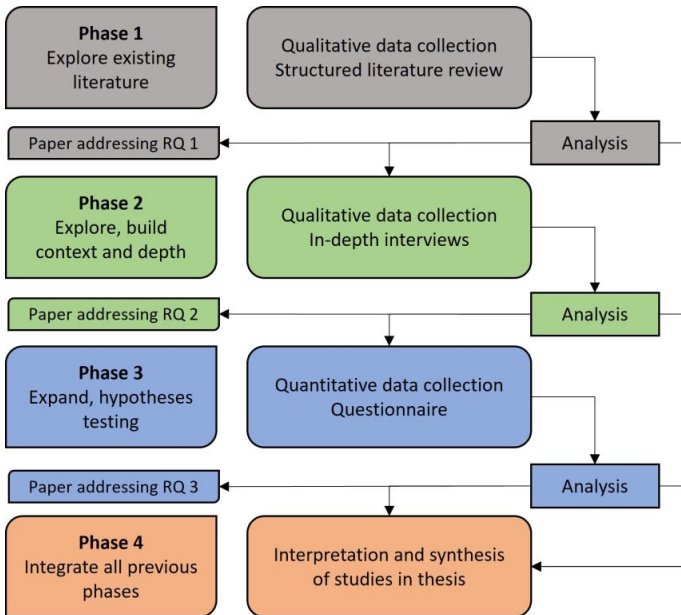 Phase 1
Explore existing
literature
Qualitative data collection
Structured literature review
Paper addressing RQ 1
Analysis
Phase 2
Explore, build
context and depth
Qualitative data collection
In-depth interviews
Paper addressing RQ 2
Analysis
Phase 3
Expand, hypotheses
testing
Quantitative data collection
Questionnaire
Paper addressing RQ 3
Analysis
Phase 4
Integrate all previous
phases
Interpretation and synthesis
of studies in thesis